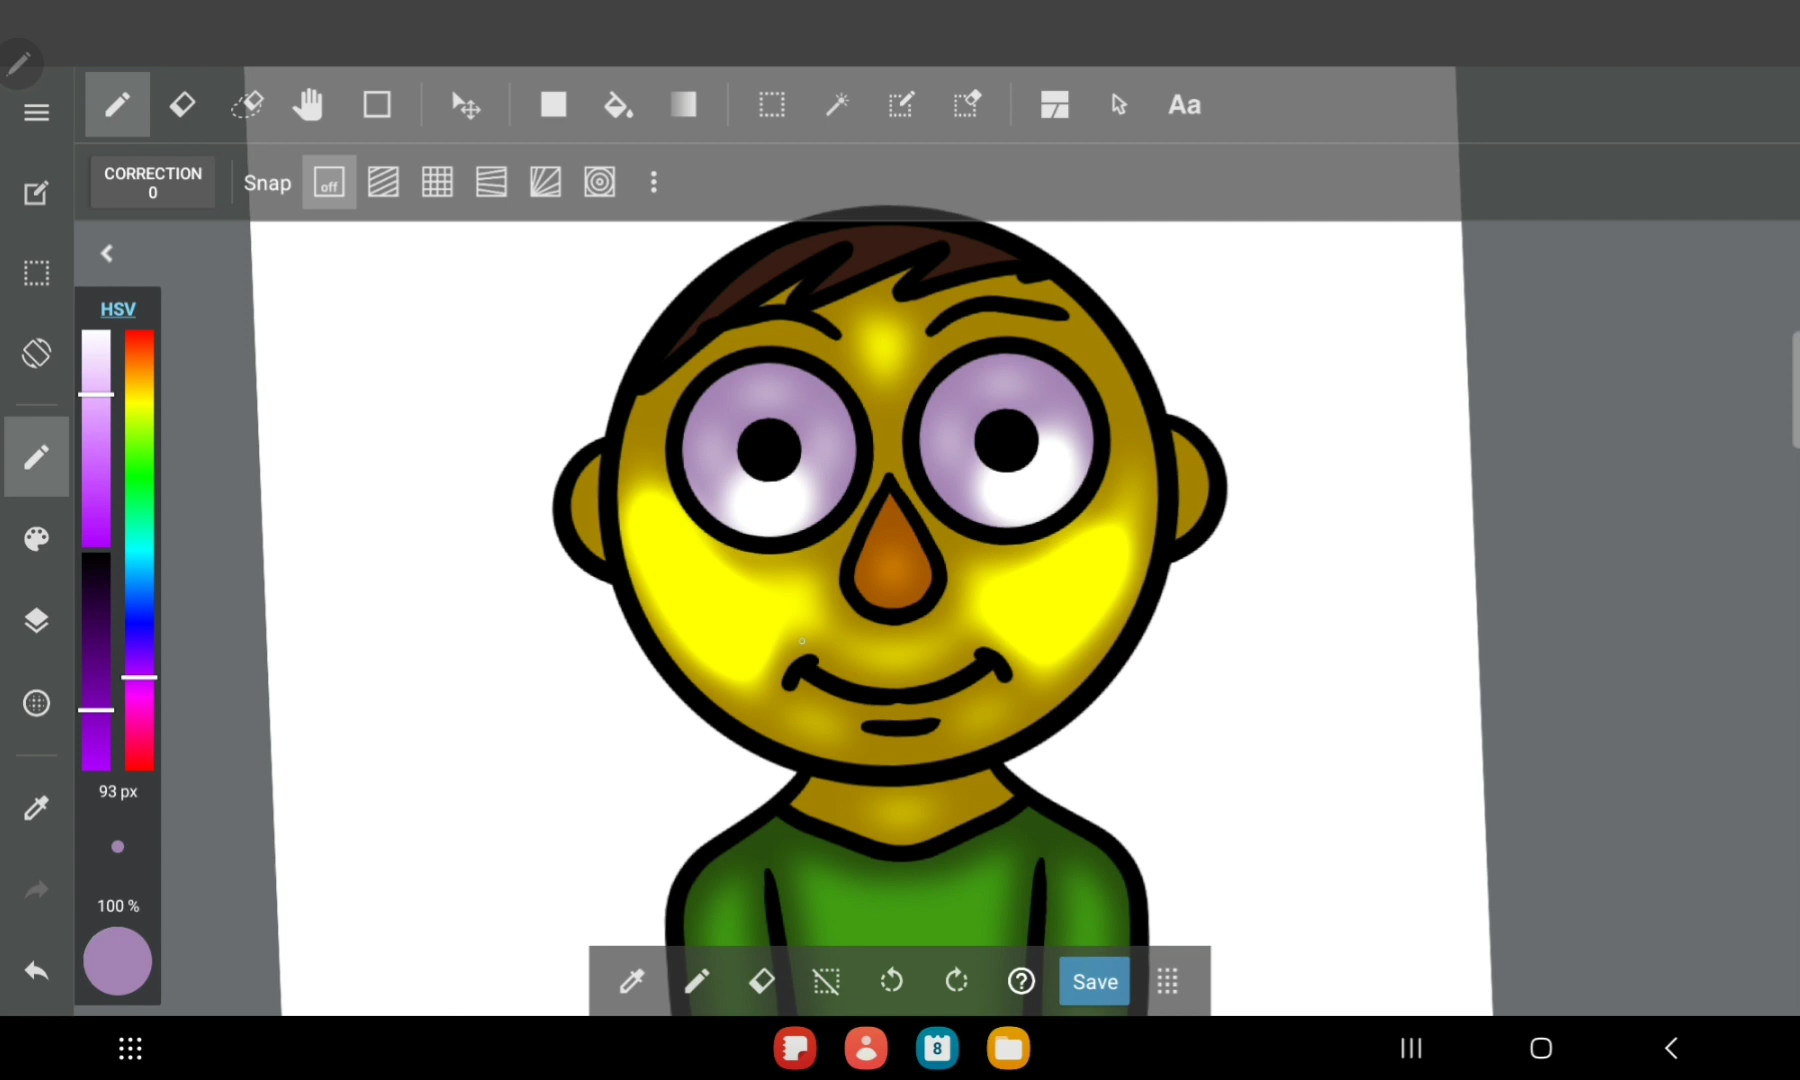 Aa
CORRECTION
0
Snap
off
HSV
93 px
100 %
Save
8